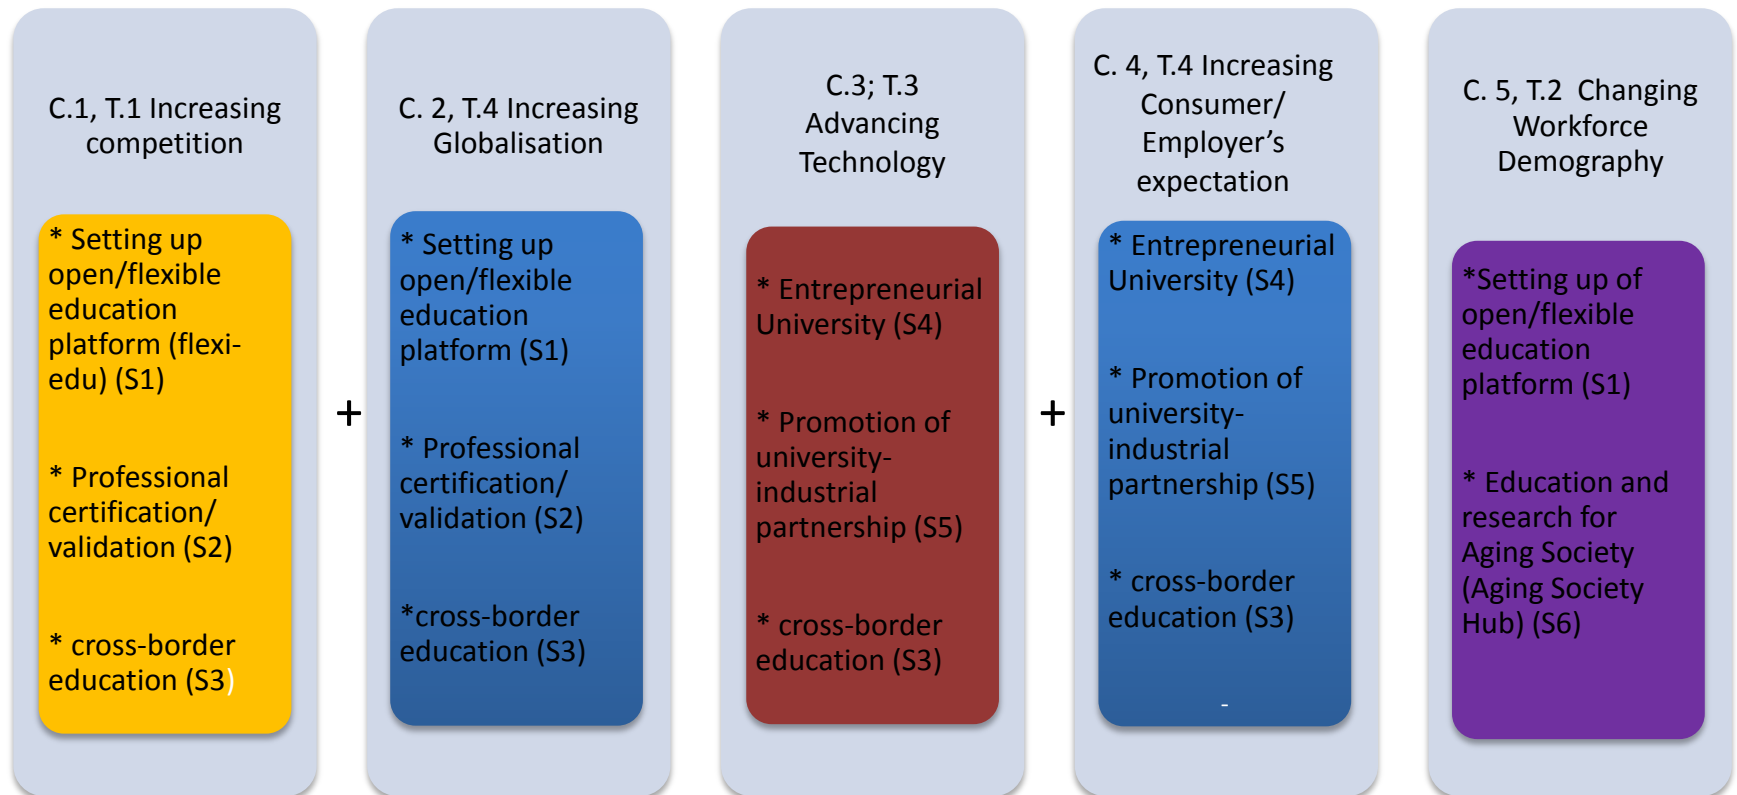 C.1, T.1 Increasing
competition
* Setting up
open/flexible
education
platform (flexi-
edu) (S1)
* Professional
certification/
validation (S2)
* cross-border
education (S3)
+
C. 2, T.4 Increasing
Globalisation
* Setting up
open/flexible
education
platform (S1)
* Professional
certification/
validation (S2)
*cross-border
education (S3)
C.3; T.3
Advancing
Technology
* Entrepreneurial
University (S4)
* Promotion of
university-
industrial
partnership (S5)
* cross-border
education (S3)
+
C. 4, T.4 Increasing
Consumer/
Employer’s
expectation
* Entrepreneurial
University (S4)
* Promotion of
university-
industrial
partnership (S5)
* cross-border
education (S3)
-
C. 5, T.2  Changing
Workforce
Demography
*Setting up of
open/flexible
education
platform (S1)
* Education and
research for
Aging Society
(Aging Society
Hub) (S6)